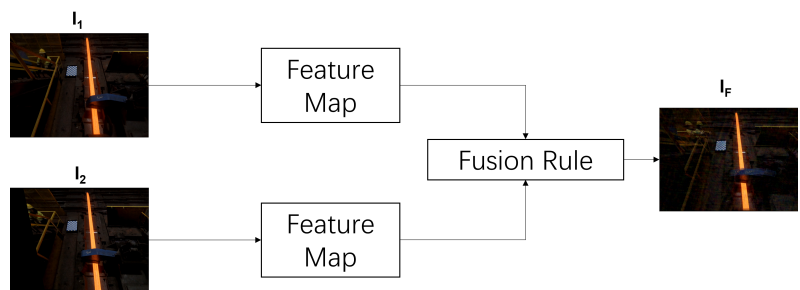 I1
Feature
Map
Fusion Rule
IF
I2
Feature
Map